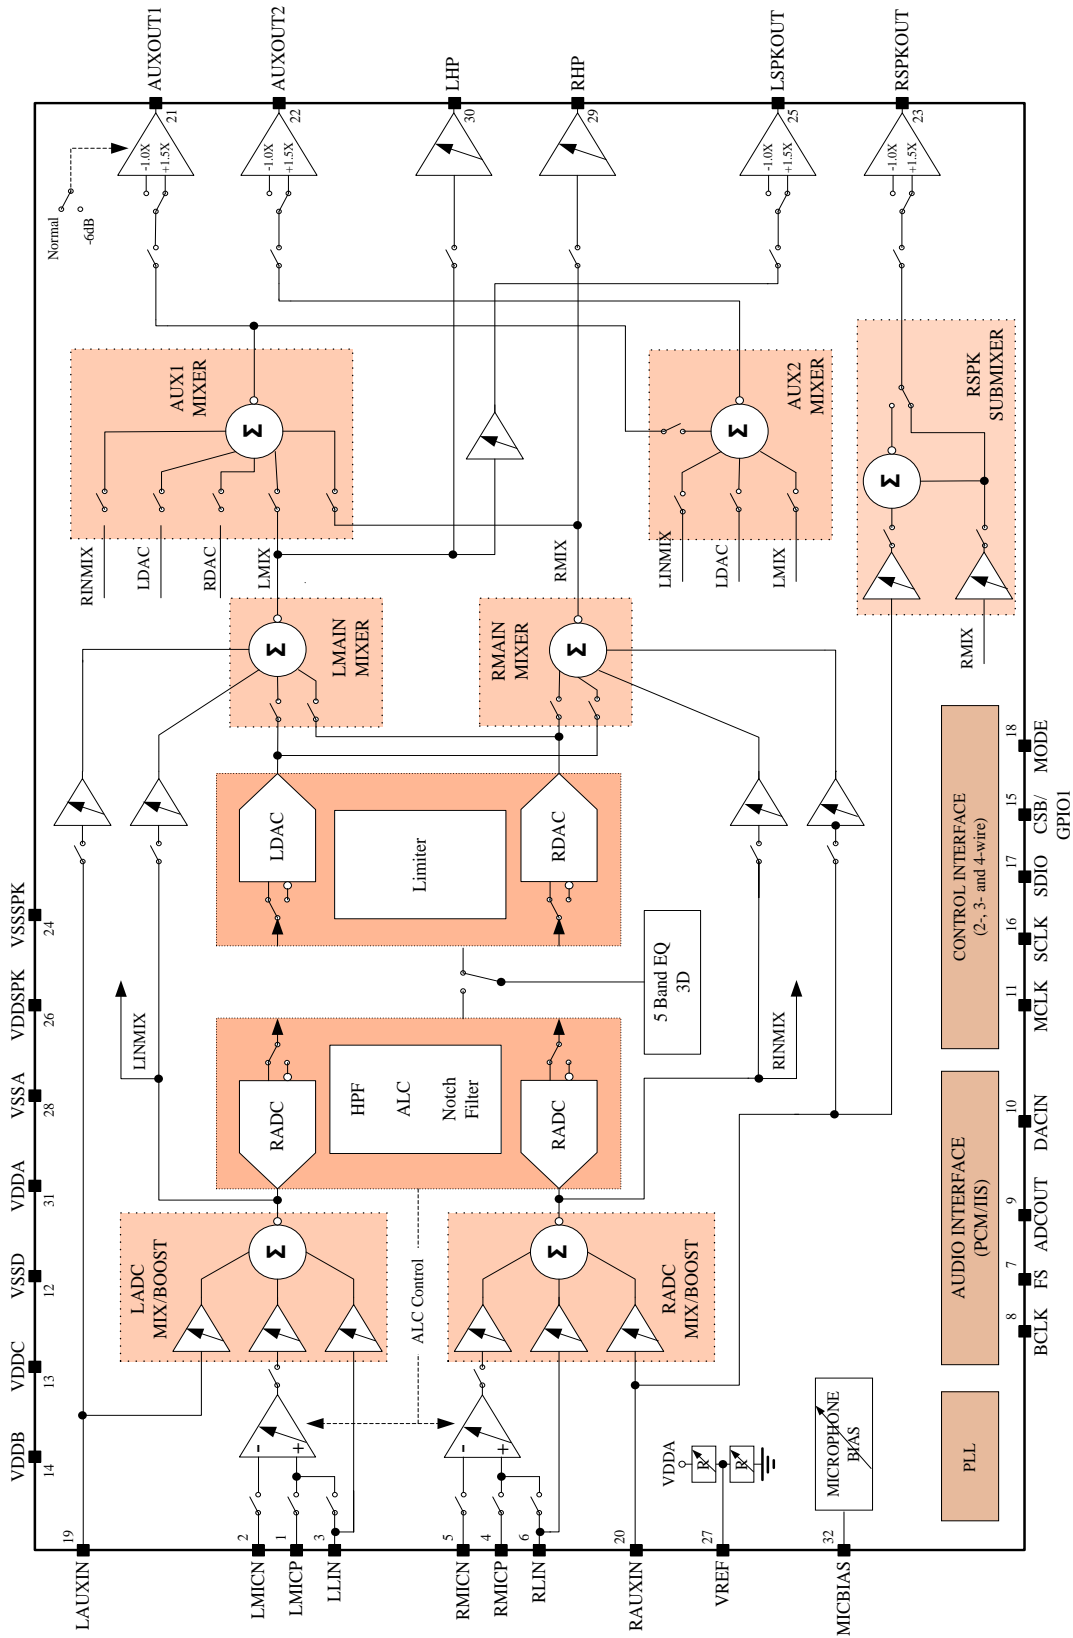 LAUXIN
19
LMICN
2
LMICP
1
LLIN
3
RMICN
5
RMICP
4
RLIN
6
RAUXIN
20
VREF
27
MICBIAS
32
VDDB
14
VDDC
13
VSSD
12
VDDA
31
VSSA
28
VDDSPK
26
VSSSPK
24
LADC
MIX/BOOST
Σ
-
+
RADC
MIX/BOOST
Σ
-
+
ALC Control
VDDA
R
R
MICROPHONE
BIAS
LINMIX
RINMIX
RADC
HPF
ALC
Notch
Filter
RADC
5 Band EQ
3D
LDAC
Limiter
RDAC
LMAIN
MIXER
Σ
RMAIN
MIXER
Σ
RINMIX
LDAC
RDAC
LMIX
RMIX
AUX1
MIXER
Σ
LINMIX
LDAC
LMIX
AUX2
MIXER
Σ
RMIX
RSPK
SUBMIXER
Σ
Normal
-6dB
-1.0X
+1.5X
21
AUXOUT1
-1.0X
+1.5X
22
AUXOUT2
30
LHP
29
RHP
-1.0X
+1.5X
25
LSPKOUT
-1.0X
+1.5X
23
RSPKOUT
PLL
AUDIO INTERFACE
(PCM/IIS)
CONTROL INTERFACE
(2-, 3- and 4-wire)
8
BCLK
7
FS
9
ADCOUT
10
DACIN
11
MCLK
16
SCLK
17
SDIO
15
CSB/
GPIO1
18
MODE